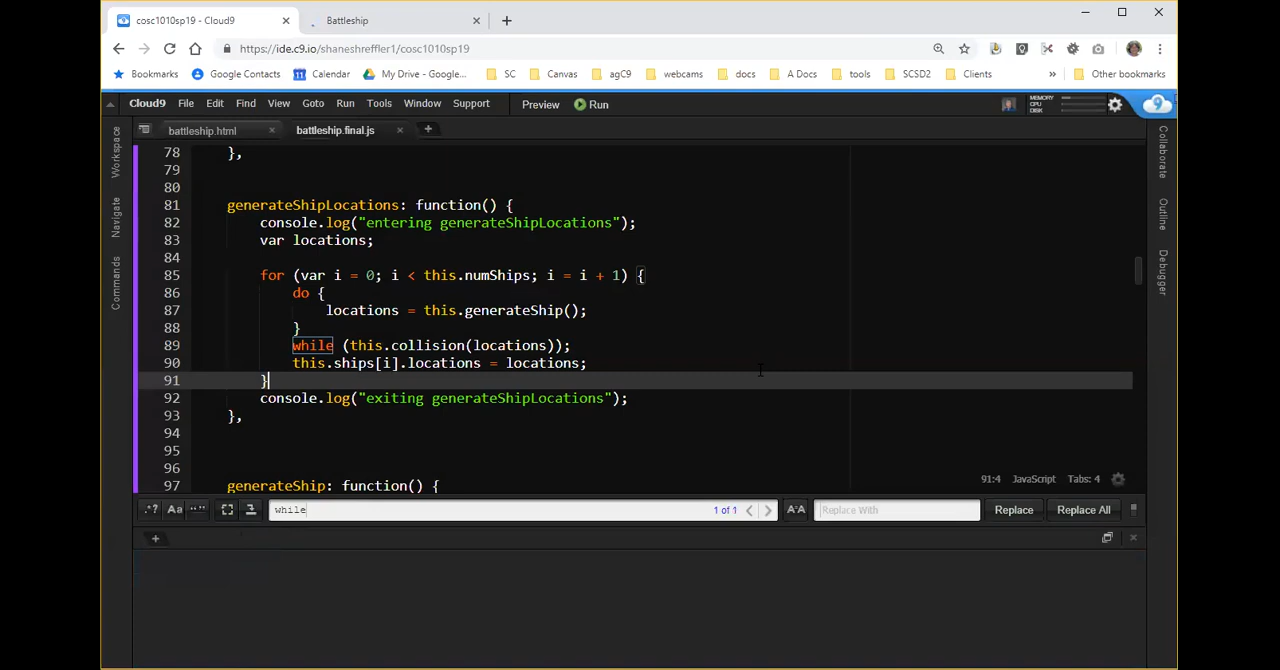 cosc1010sp19 - Cloud9
Battleship
https://ide.c9.io/shaneshreffler1/cosc1010sp19
Bookmarks Google Contacts Calendar My Drive - Google... SC Canvas agC9 webcams docs A Docs tools SCSD2 Clients » Other bookmarks
Cloud9 File Edit Find View Goto Run Tools Window Support Preview Run MEMORY CPU DISK
battleship.html battleship.final.js
Workspace
Navigate
Commands
Collaborate
Outline
Debugger
78 },
79
80
81 generateShipLocations: function() {
82 console.log("entering generateShipLocations");
83 var locations;
84
85 for (var i = 0; i < this.numShips; i = i + 1) {
86 do {
87 locations = this.generateShip();
88 }
89 while (this.collision(locations));
90 this.ships[i].locations = locations;
91 }
92 console.log("exiting generateShipLocations");
93 },
94
95
96
97 generateShip: function() {
91:4 JavaScript Tabs: 4
.* ? Aa while 1 of 1 Replace With Replace Replace All